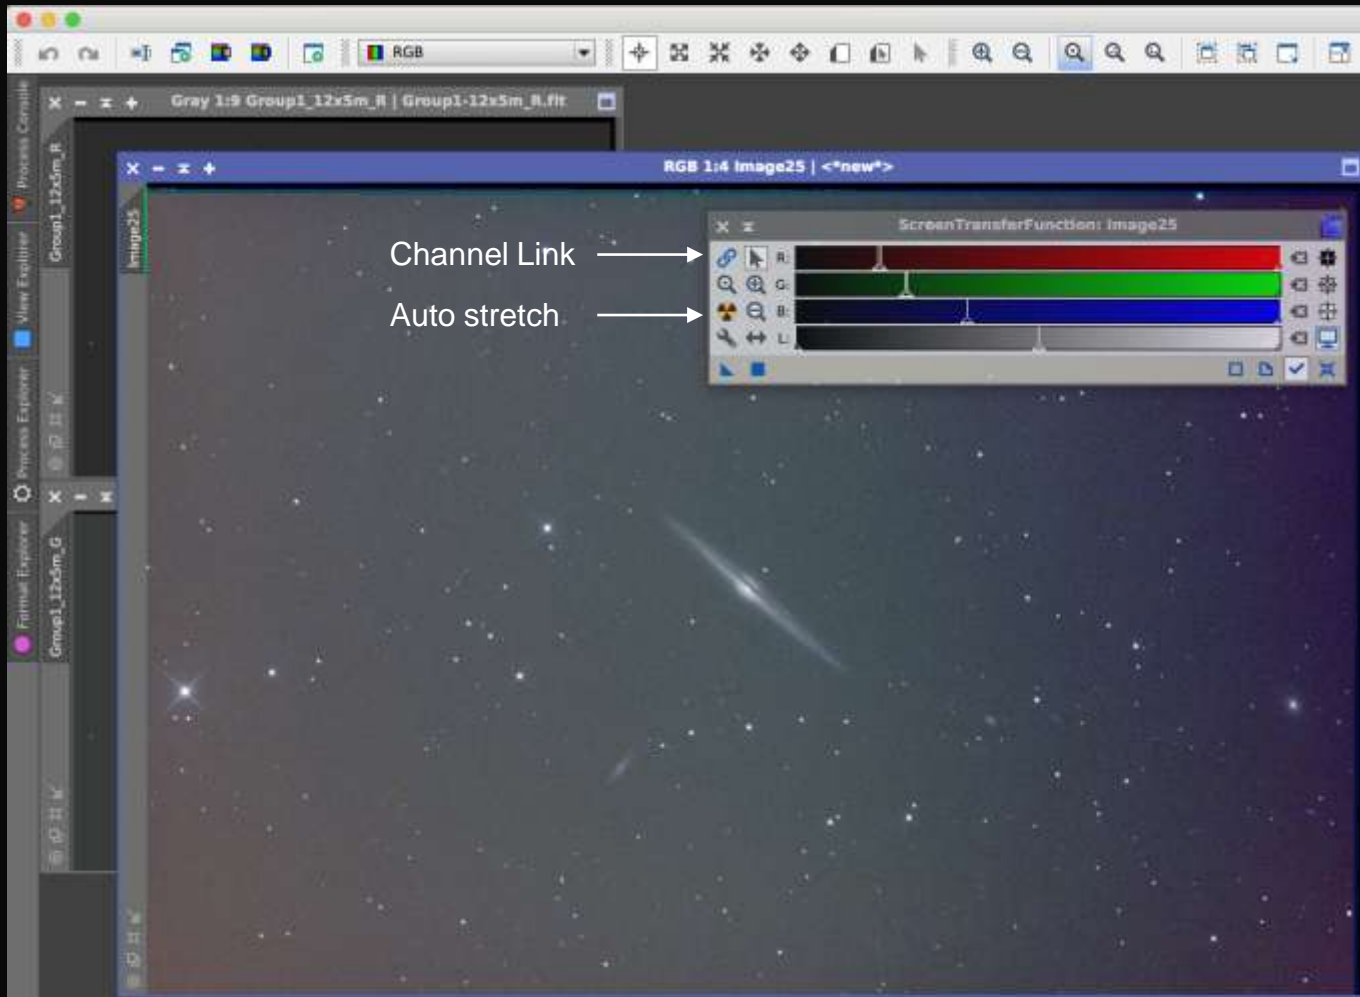 RGB
Gray 1:9 Group1_12x5m_R | Group1-12x5m_R.fit
Process Console
View Explorer
Process Explorer
Format Explorer
Group1_12x5m_R
RGB 1:4 Image25 | <*new*>
Image25
ScreenTransferFunction: Image25
Channel Link
R:
G:
Auto stretch
B:
L:
Group1_12x5m_G